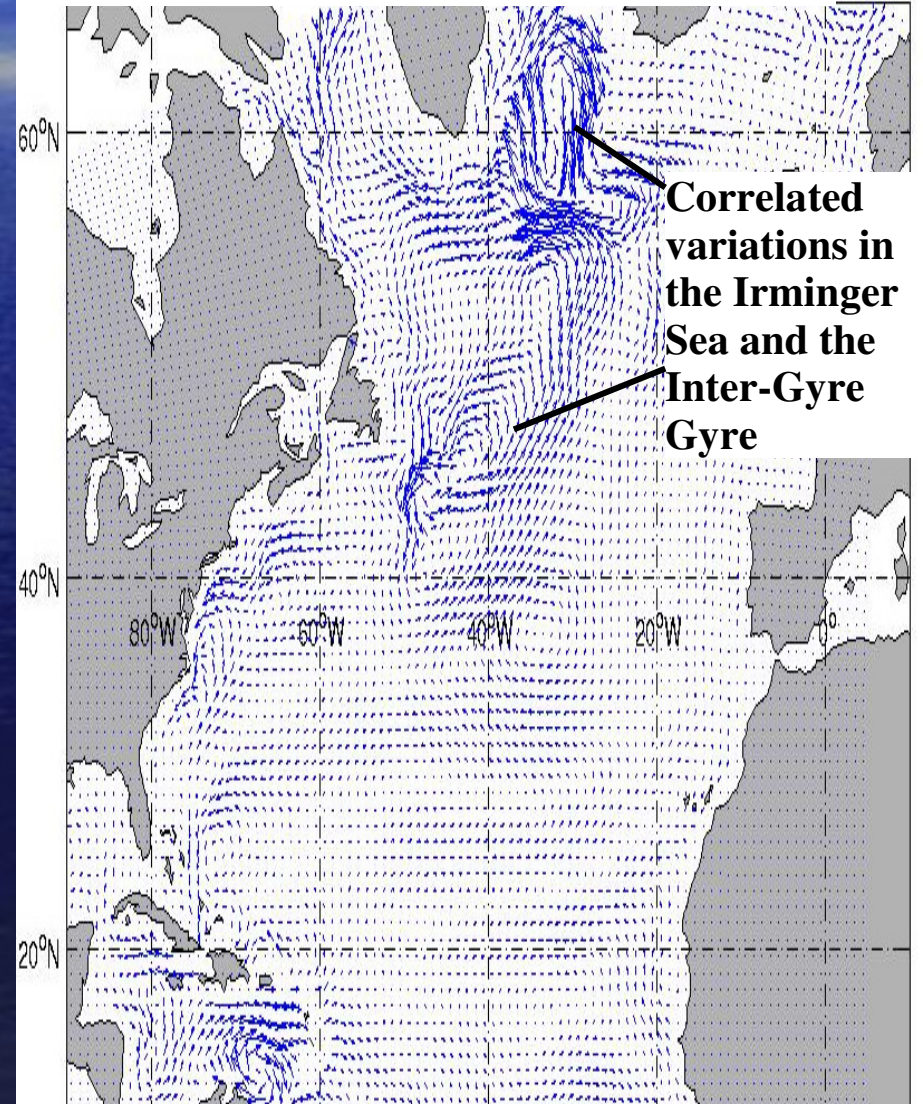 60°N
Correlated
variations in
the Irminger
Sea and the
Inter-Gyre
Gyre
40°N
80°W 60°W 40°W 20°W 0°
20°N